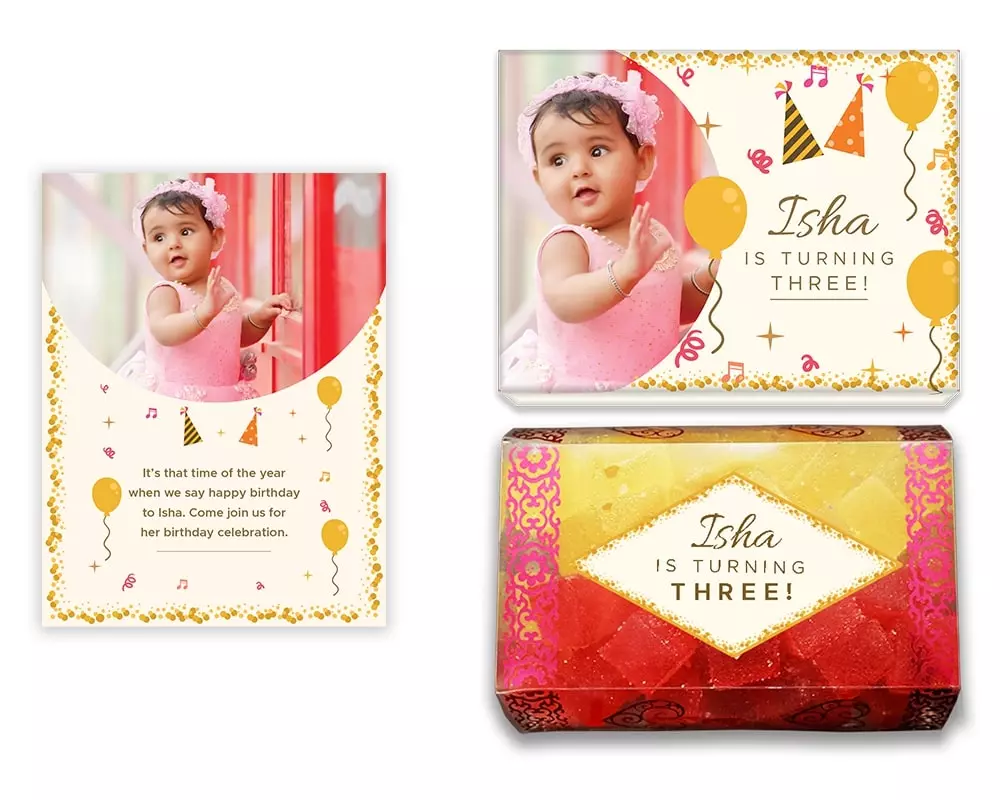 It's that time of the year
when we say happy birthday
to Isha. Come join us for
her birthday celebration.
Isha
IS TURNING
THREE!
Isha
IS TURNING
THREE!